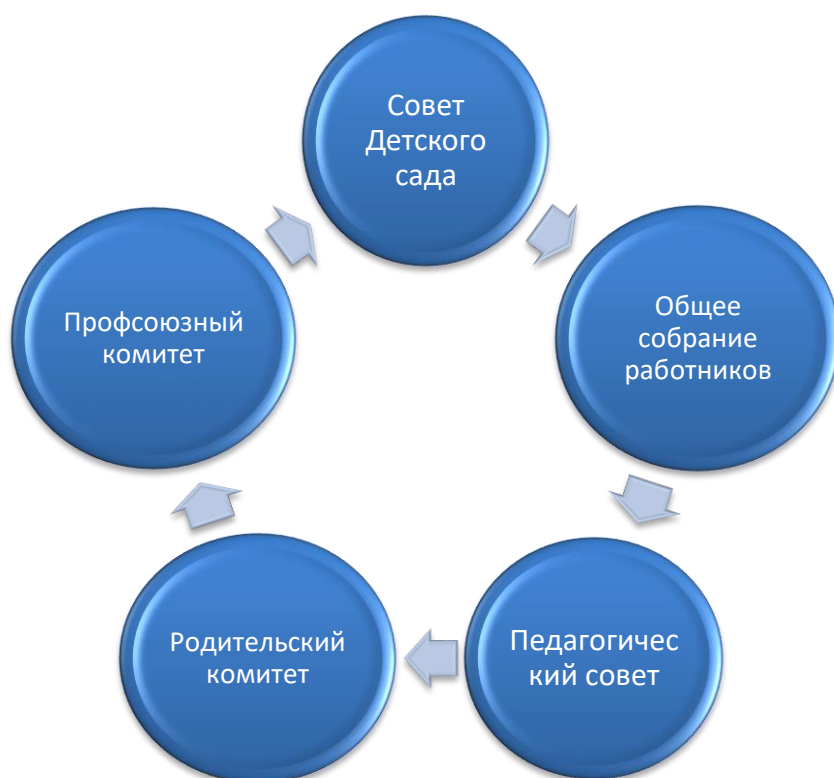 Совет
Детского
сада
Общее
собрание
работников
Педагогичес
кий совет
Родительский
комитет
Профсоюзный
комитет